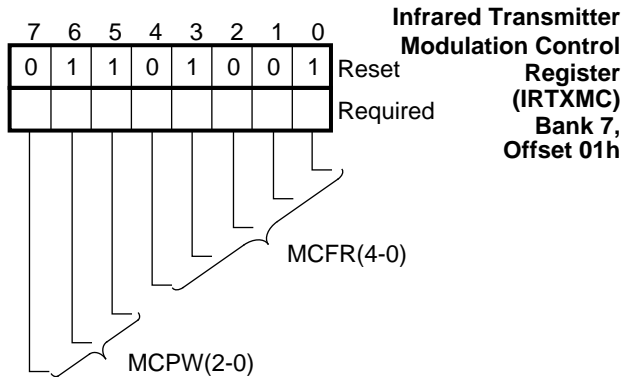 Infrared Transmitter
Modulation Control
Register
(IRTXMC)
Bank 7,
Offset 01h
7 6 5 4 3 2 1 0
0 1 1 0 1 0 0 1 Reset
Required
MCFR(4-0)
MCPW(2-0)